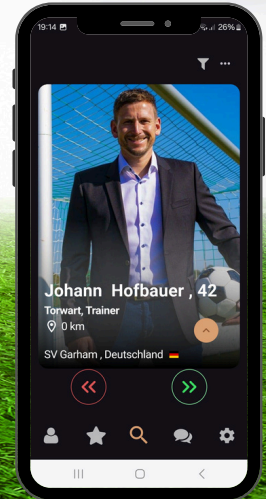 19:14
26%
Johann Hofbauer , 42
Torwart, Trainer
0 km
SV Garham , Deutschland